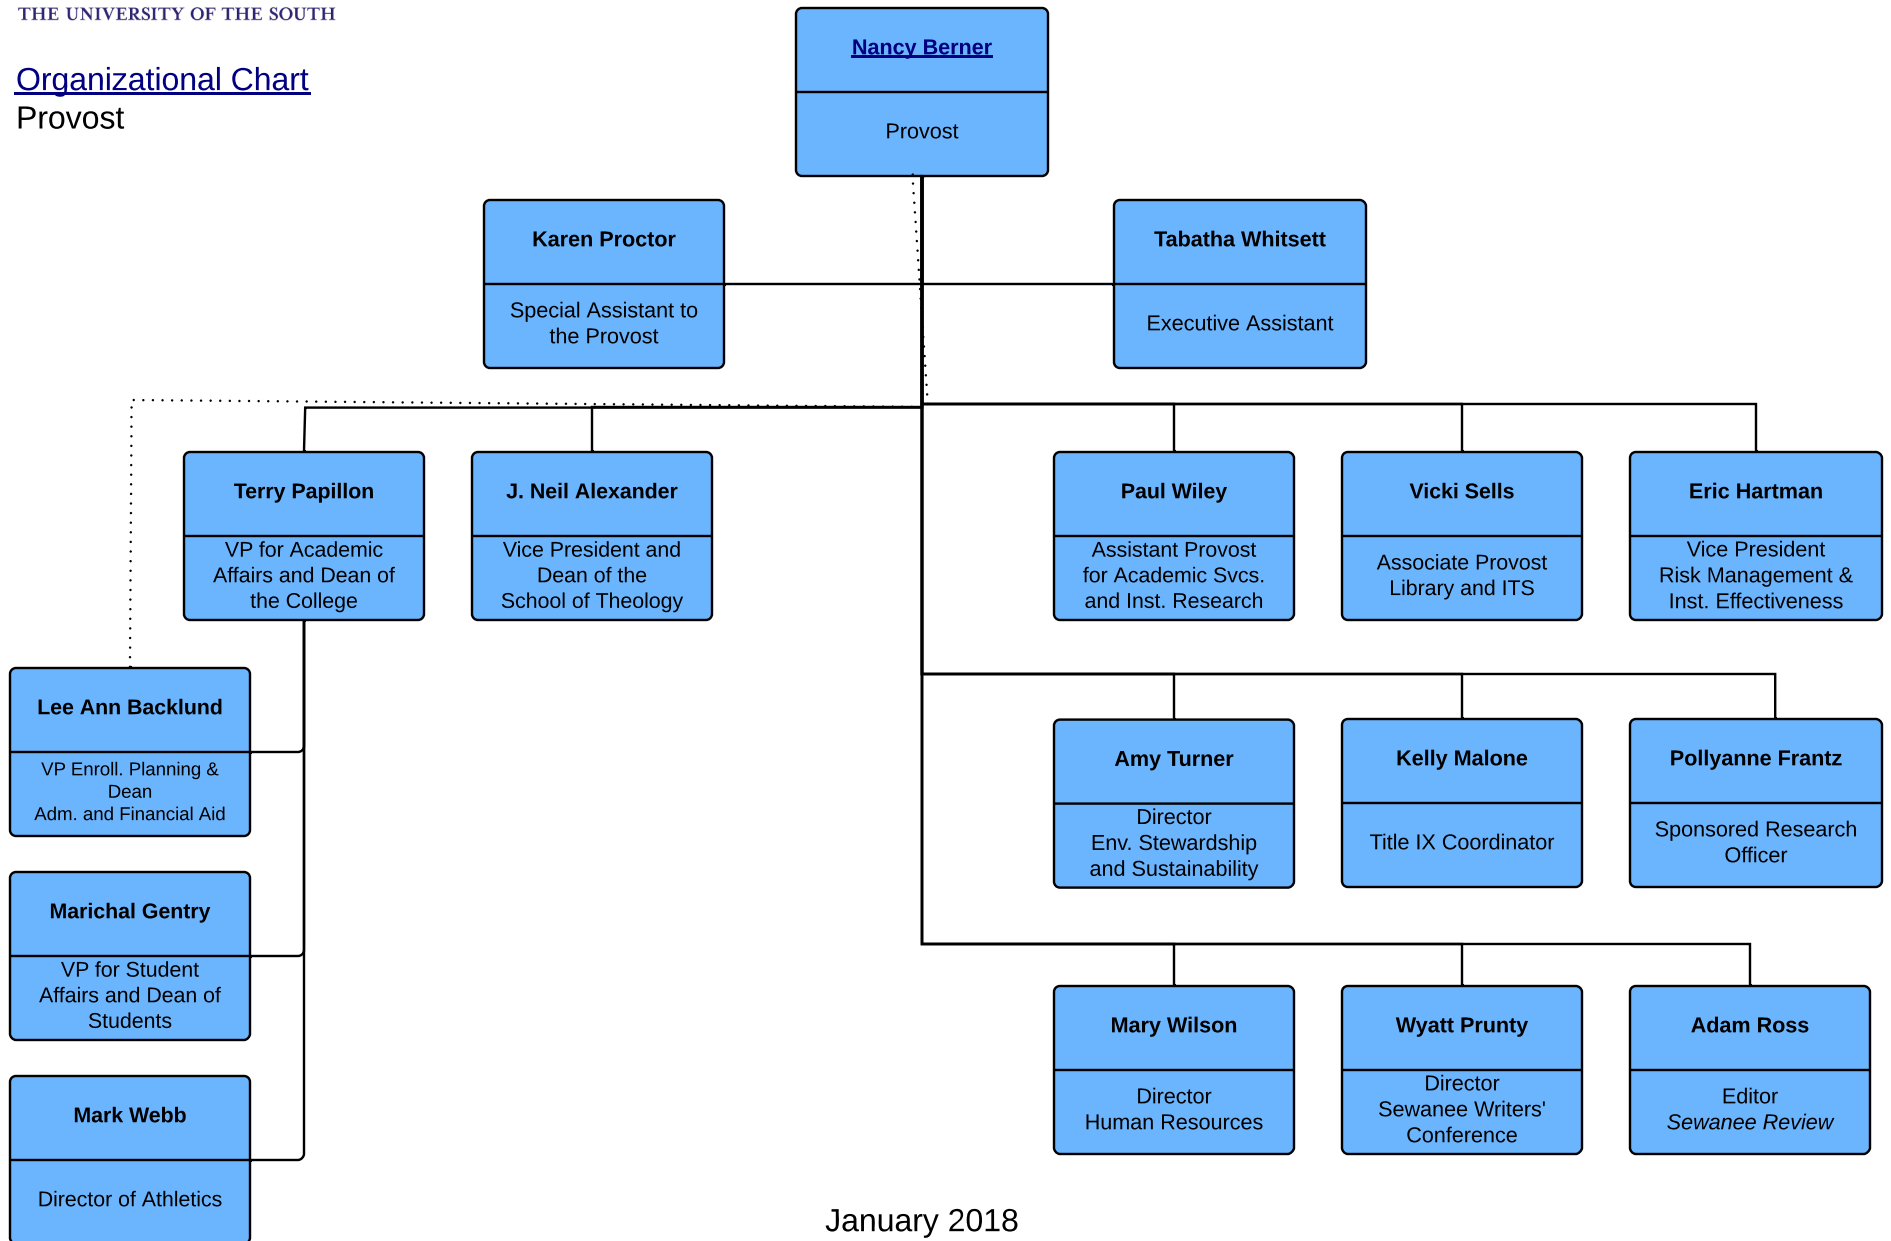 THE UNIVERSITY OF THE SOUTH
Organizational Chart
Provost
Nancy Berner
Provost
Karen Proctor
Special Assistant to
the Provost
Tabatha Whitsett
Executive Assistant
Terry Papillon
VP for Academic
Affairs and Dean of
the College
J. Neil Alexander
Vice President and
Dean of the
School of Theology
Paul Wiley
Assistant Provost
for Academic Svcs.
and Inst. Research
Vicki Sells
Associate Provost
Library and ITS
Eric Hartman
Vice President
Risk Management &
Inst. Effectiveness
Lee Ann Backlund
VP Enroll. Planning &
Dean
Adm. and Financial Aid
Amy Turner
Director
Env. Stewardship
and Sustainability
Kelly Malone
Title IX Coordinator
Pollyanne Frantz
Sponsored Research
Officer
Marichal Gentry
VP for Student
Affairs and Dean of
Students
Mary Wilson
Director
Human Resources
Wyatt Prunty
Director
Sewanee Writers'
Conference
Adam Ross
Editor
Sewanee Review
Mark Webb
Director of Athletics
January 2018